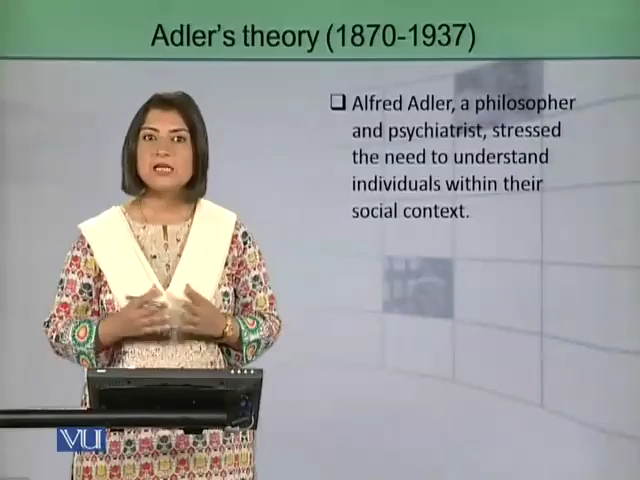 Adler's theory (1870-1937)
❑ Alfred Adler, a philosopher
and psychiatrist, stressed
the need to understand
individuals within their
social context.
VU